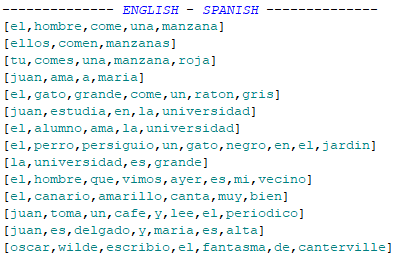 -------------- ENGLISH - SPANISH --------------
[el,hombre,come,una,manzana]
[ellos,comen,manzanas]
[tu,comes,una,manzana,roja]
[juan,ama,a,maria]
[el,gato,grande,come,un,raton,gris]
[juan,estudia,en,la,universidad]
[el,alumno,ama,la,universidad]
[el,perro,persiguio,un,gato,negro,en,el,jardin]
[la,universidad,es,grande]
[el,hombre,que,vimos,ayer,es,mi,vecino]
[el,canario,amarillo,canta,muy,bien]
[juan,toma,un,cafe,y,lee,el,periodico]
[juan,es,delgado,y,maria,es,alta]
[oscar,wilde,escribio,el,fantasma,de,canterville]